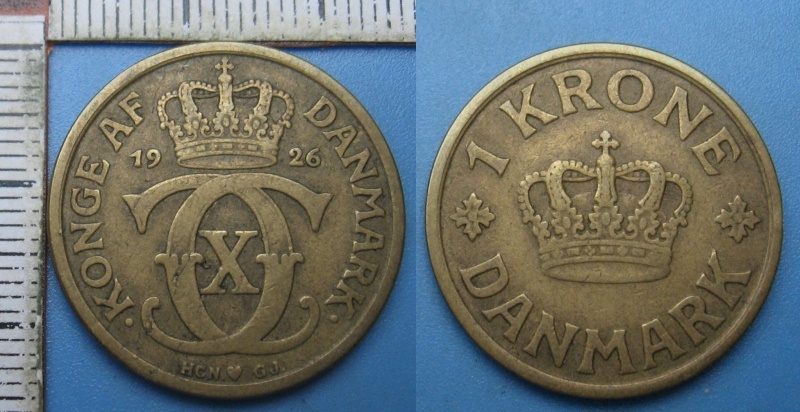 KONGE AF DANMARK
19 26
X
HCN.♥ GJ.
1 KRONE
DANMARK